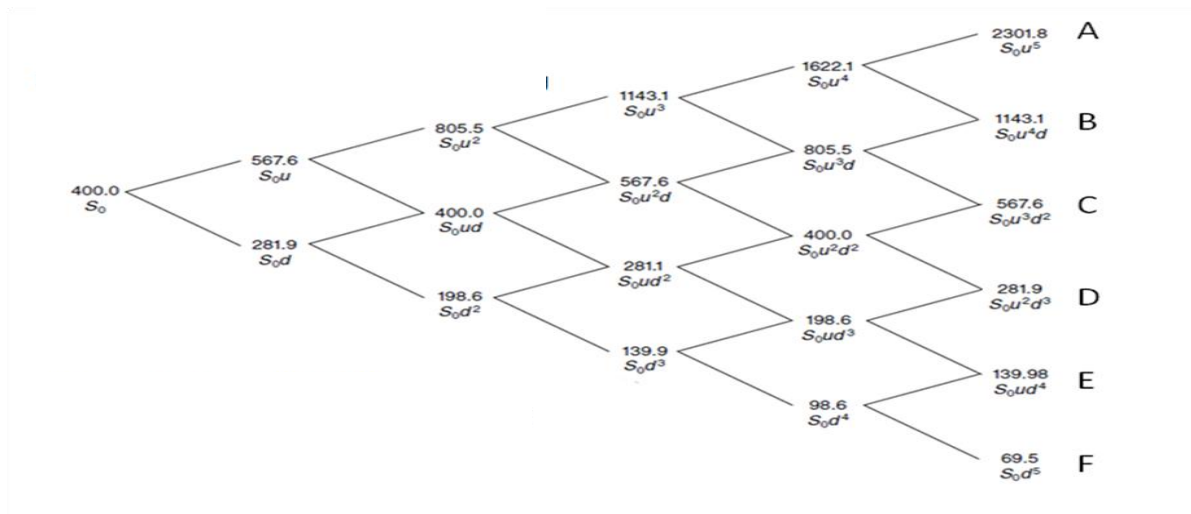 400.0
S₀
567.6
S₀u
281.9
S₀d
805.5
S₀u²
400.0
S₀ud
198.6
S₀d²
1143.1
S₀u³
567.6
S₀u²d
281.1
S₀ud²
139.9
S₀d³
1622.1
S₀u⁴
805.5
S₀u³d
400.0
S₀u²d²
198.6
S₀ud³
98.6
S₀d⁴
2301.8
S₀u⁵
A
1143.1
S₀u⁴d
B
567.6
S₀u³d²
C
281.9
S₀u²d³
D
139.98
S₀ud⁴
E
69.5
S₀d⁵
F